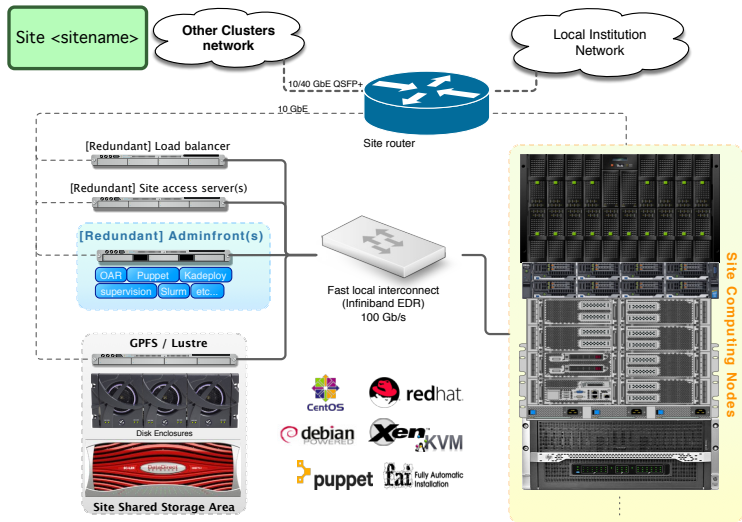 Site <sitename>
Other Clusters
network
Local Institution
Network
10/40 GbE QSFP+
10 GbE
Site router
[Redundant] Load balancer
[Redundant] Site access server(s)
[Redundant] Adminfront(s)
OAR
Puppet
Kadeploy
supervision
Slurm
etc...
Fast local interconnect
(Infiniband EDR)
100 Gb/s
GPFS / Lustre
Disk Enclosures
DataDirect
Site Shared Storage Area
CentOS
redhat.
debian
POWERED
Xen
KVM
puppet
fai Fully Automatic
Installation
Site Computing Nodes